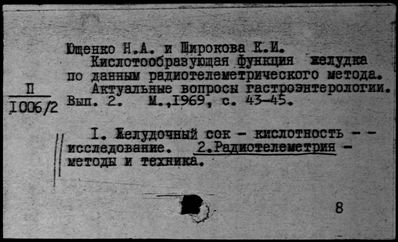 Ющенко Н.А. и Щирокова К.И.
Кислотообразующая функция желудка
по данным радиотелеметрического метода.
П Актуальные вопросы гастроэнтерологии.
1006/2 Вып. 2. М.,1969, с. 43-45.
I. Желудочный сок - кислотность - -
исследование. 2.Радиотелеметрия -
методы и техника.
8